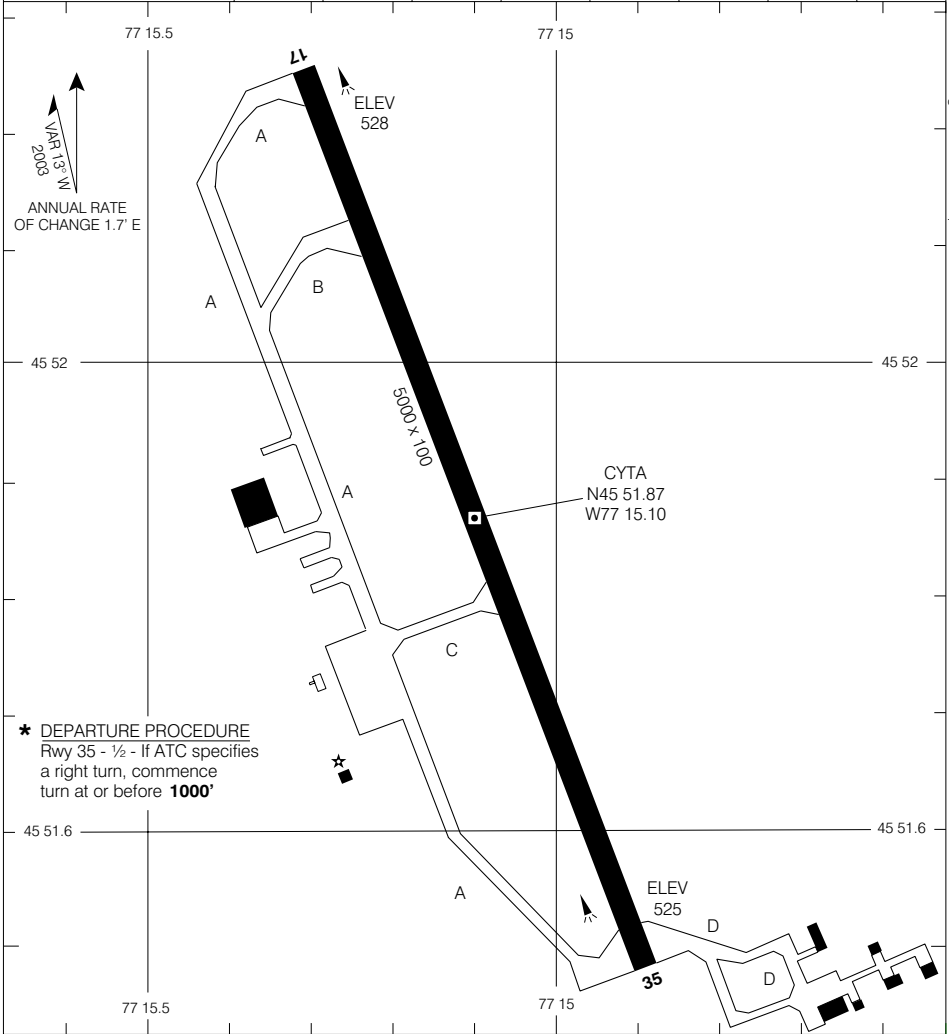 77 15.5
77 15
17
ELEV
528
A
VAR 13° W
2003
ANNUAL RATE
OF CHANGE 1.7' E
B
A
45 52
45 52
5000 x 100
CYTA
N45 51.87
W77 15.10
A
C
* DEPARTURE PROCEDURE
Rwy 35 - ½ - If ATC specifies
a right turn, commence
turn at or before 1000'
45 51.6
45 51.6
A
ELEV
525
D
D
35
77 15.5
77 15